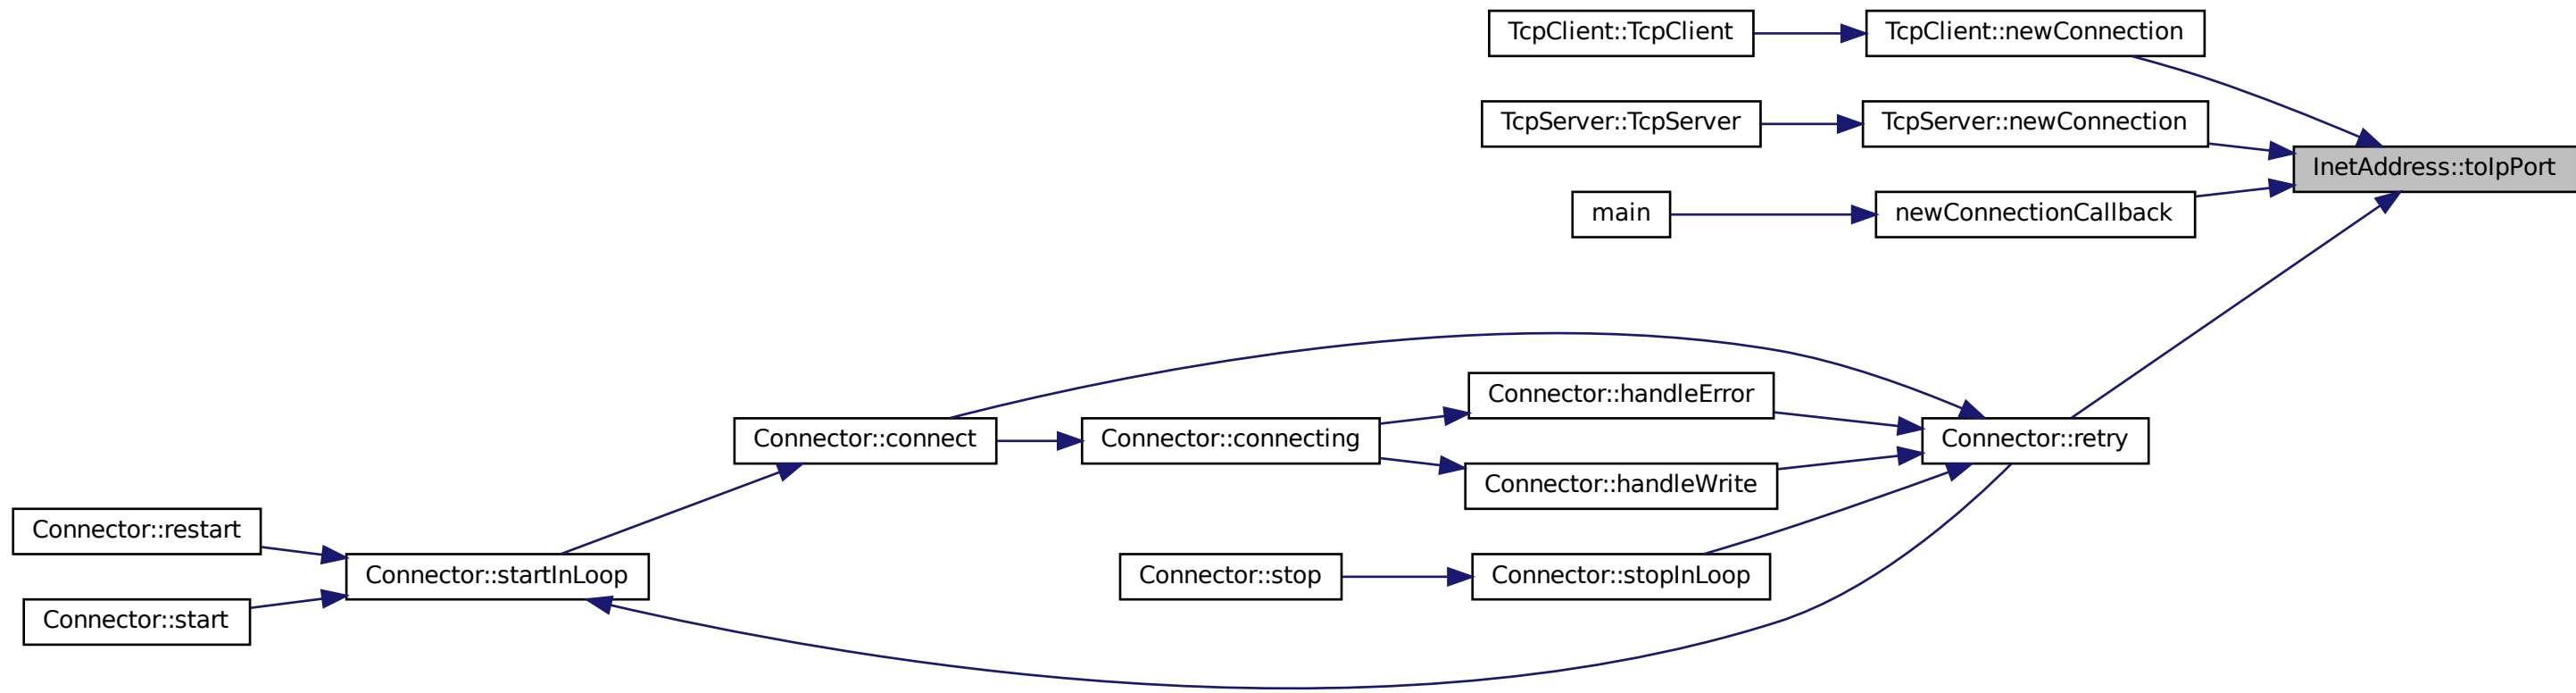 TcpClient::TcpClient
TcpClient::newConnection
TcpServer::TcpServer
TcpServer::newConnection
InetAddress::toIpPort
main
newConnectionCallback
Connector::handleError
Connector::connect
Connector::connecting
Connector::retry
Connector::handleWrite
Connector::restart
Connector::startInLoop
Connector::stop
Connector::stopInLoop
Connector::start